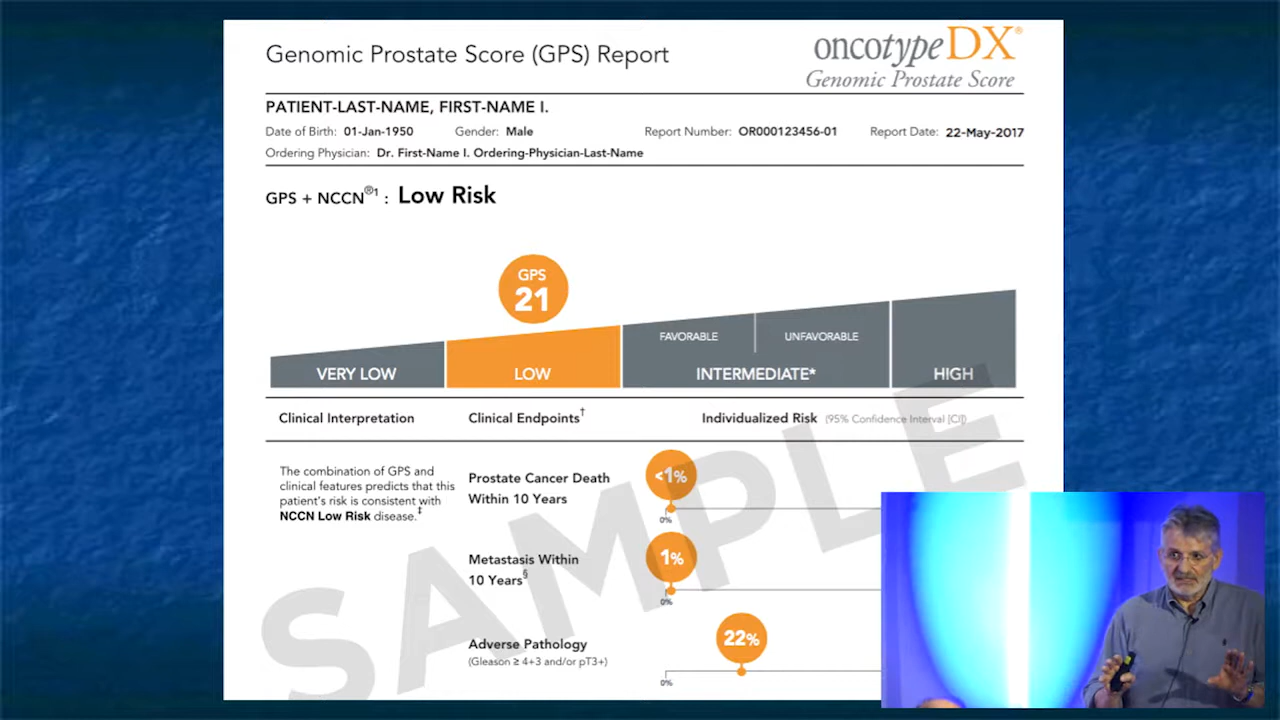 Genomic Prostate Score (GPS) Report
oncotypeDX®
Genomic Prostate Score
PATIENT-LAST-NAME, FIRST-NAME I.
Date of Birth: 01-Jan-1950 Gender: Male Report Number: OR000123456-01 Report Date: 22-May-2017
Ordering Physician: Dr. First-Name I. Ordering-Physician-Last-Name
GPS + NCCN®1 : Low Risk
GPS
21
FAVORABLE UNFAVORABLE
VERY LOW LOW INTERMEDIATE* HIGH
Clinical Interpretation Clinical Endpoints† Individualized Risk (95% Confidence Interval [CI])
The combination of GPS and
clinical features predicts that this
patient's risk is consistent with
NCCN Low Risk disease.‡
Prostate Cancer Death
Within 10 Years
<1%
0%
Metastasis Within
10 Years§
1%
0%
Adverse Pathology
(Gleason ≥ 4+3 and/or pT3+)
22%
0%
SAMPLE